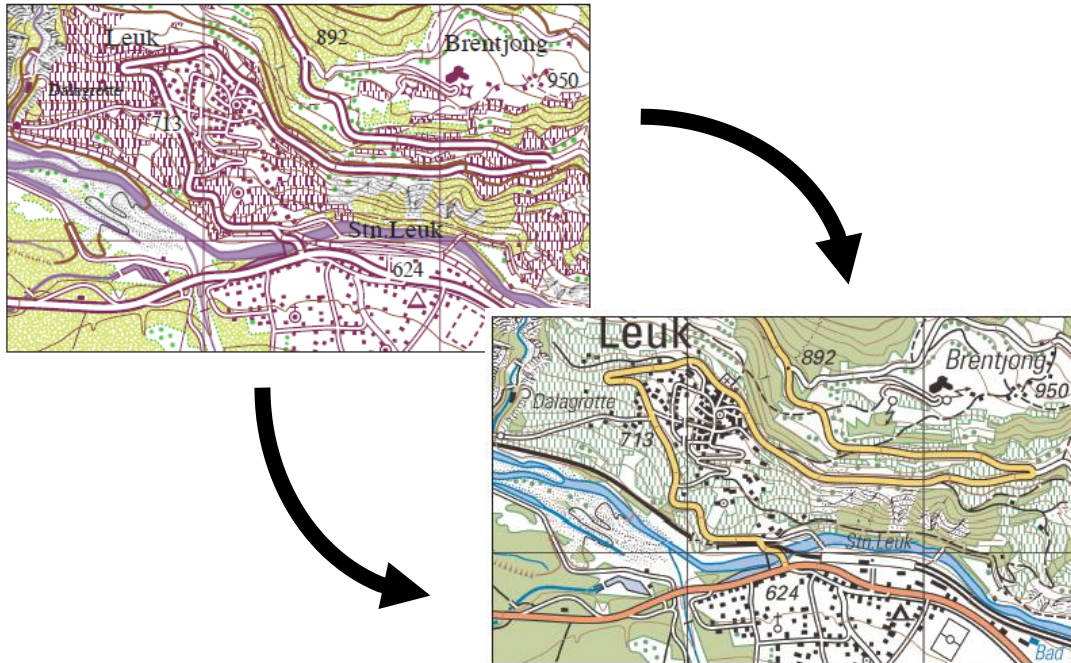 Leuk
892
Brentjong
950
Dalagrotte
713
Stn.Leuk
624
Leuk
892
Brentjong
950
Dalagrotte
713
Stn.Leuk
624
Bad